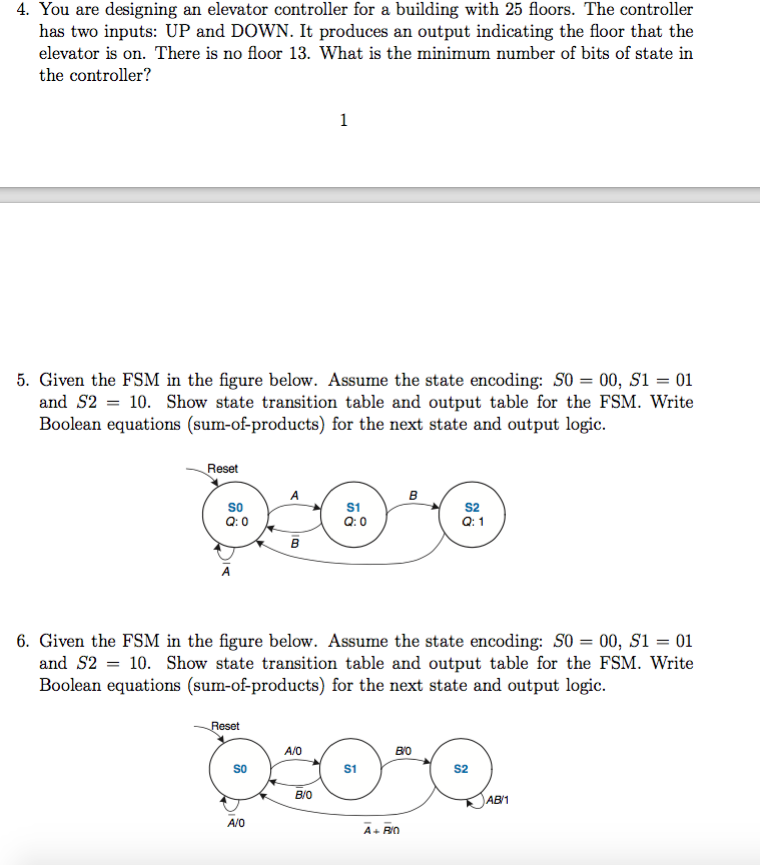 4. You are designing an elevator controller for a building with 25 floors. The controller
has two inputs: UP and DOWN. It produces an output indicating the floor that the
elevator is on. There is no floor 13. What is the minimum number of bits of state in
the controller?
1
5. Given the FSM in the figure below. Assume the state encoding: S0 = 00, S1 = 01
and S2 = 10. Show state transition table and output table for the FSM. Write
Boolean equations (sum-of-products) for the next state and output logic.
Reset
A
B
S0
S1
S2
Q: 0
Q: 0
Q: 1
B̅
A̅
6. Given the FSM in the figure below. Assume the state encoding: S0 = 00, S1 = 01
and S2 = 10. Show state transition table and output table for the FSM. Write
Boolean equations (sum-of-products) for the next state and output logic.
Reset
A/0
B/0
S0
S1
S2
B̅/0
AB/1
A̅/0
A̅ + B̅/0